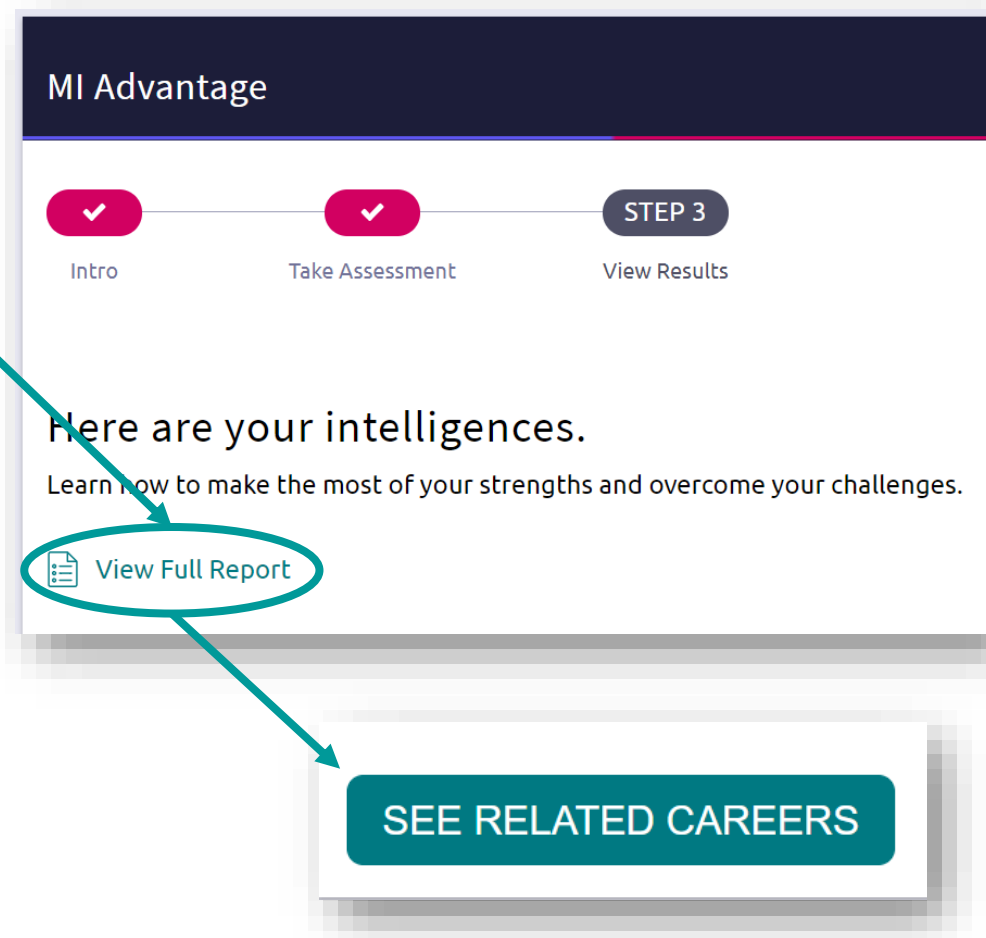 MI Advantage
STEP 3
Intro Take Assessment View Results
Here are your intelligences.
Learn how to make the most of your strengths and overcome your challenges.
View Full Report
SEE RELATED CAREERS